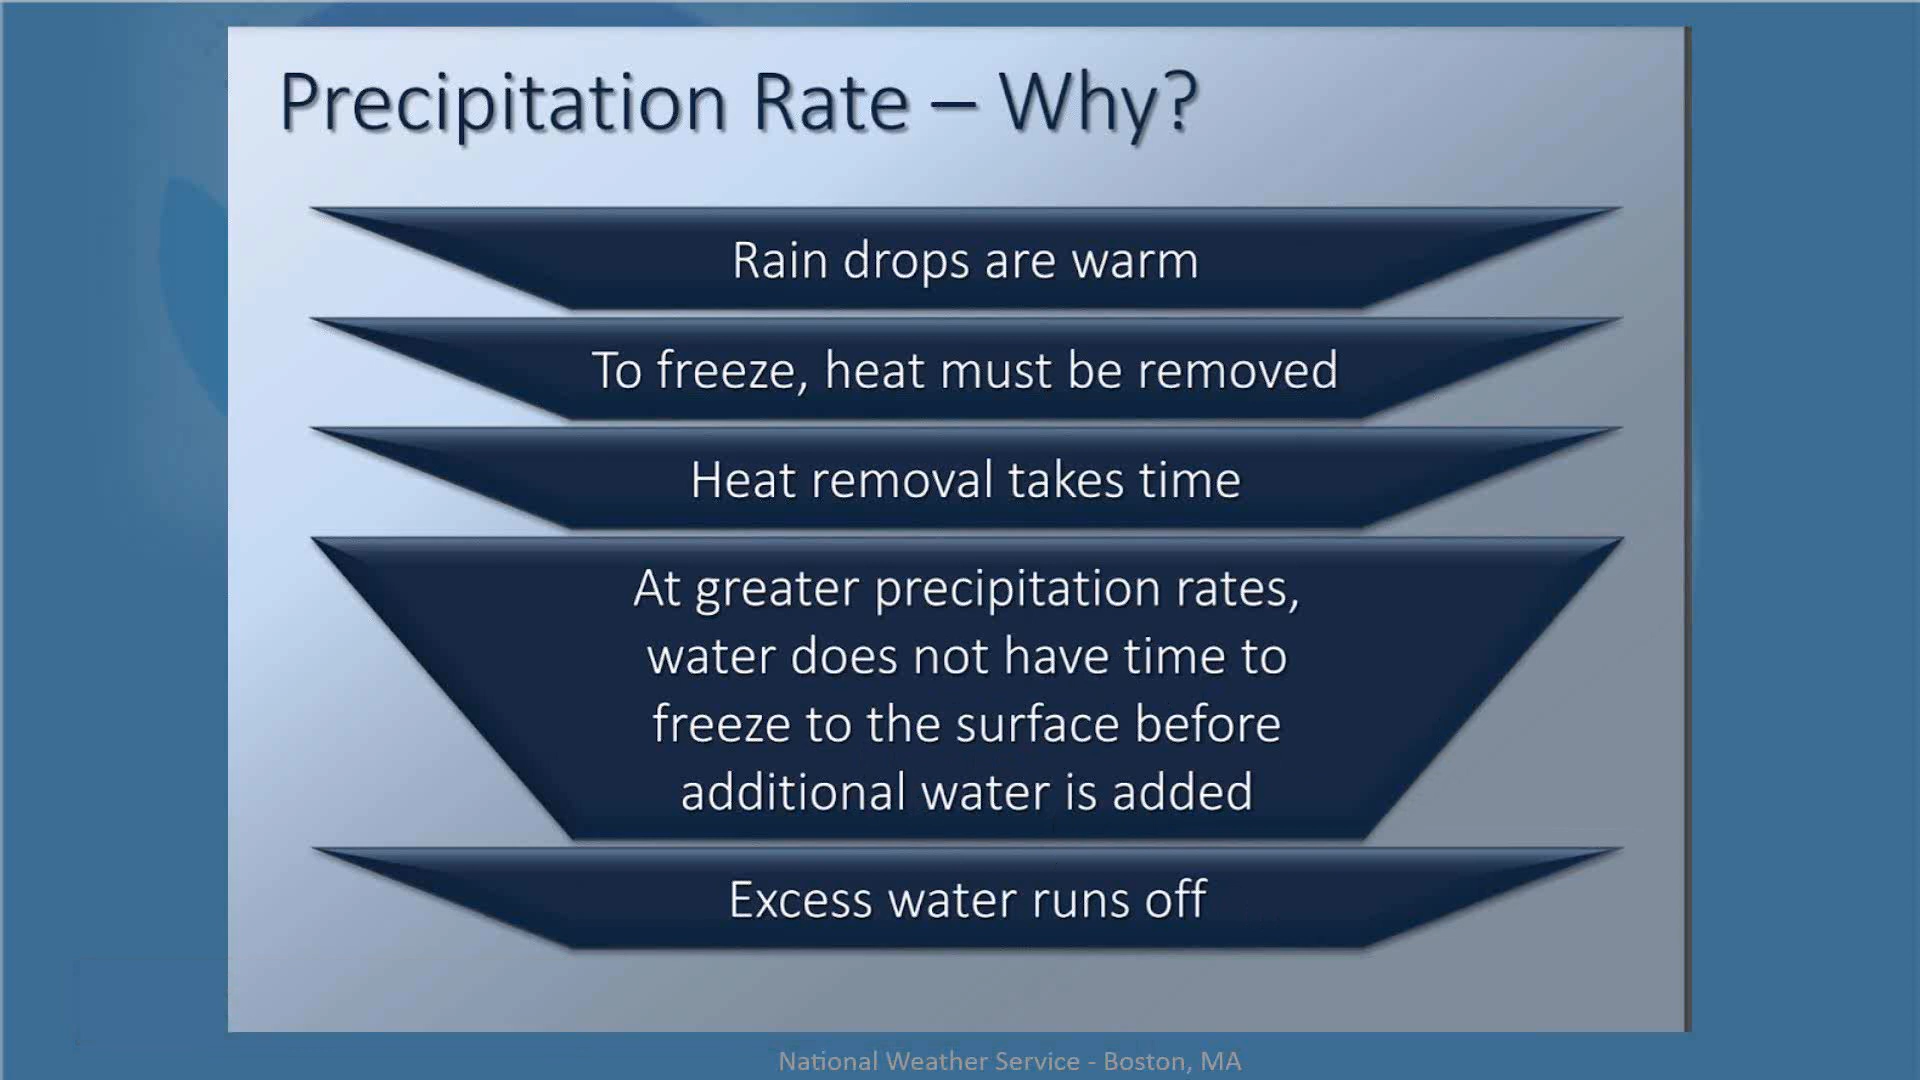 Precipitation Rate – Why?
Rain drops are warm
To freeze, heat must be removed
Heat removal takes time
At greater precipitation rates,
water does not have time to
freeze to the surface before
additional water is added
Excess water runs off
National Weather Service - Boston, MA